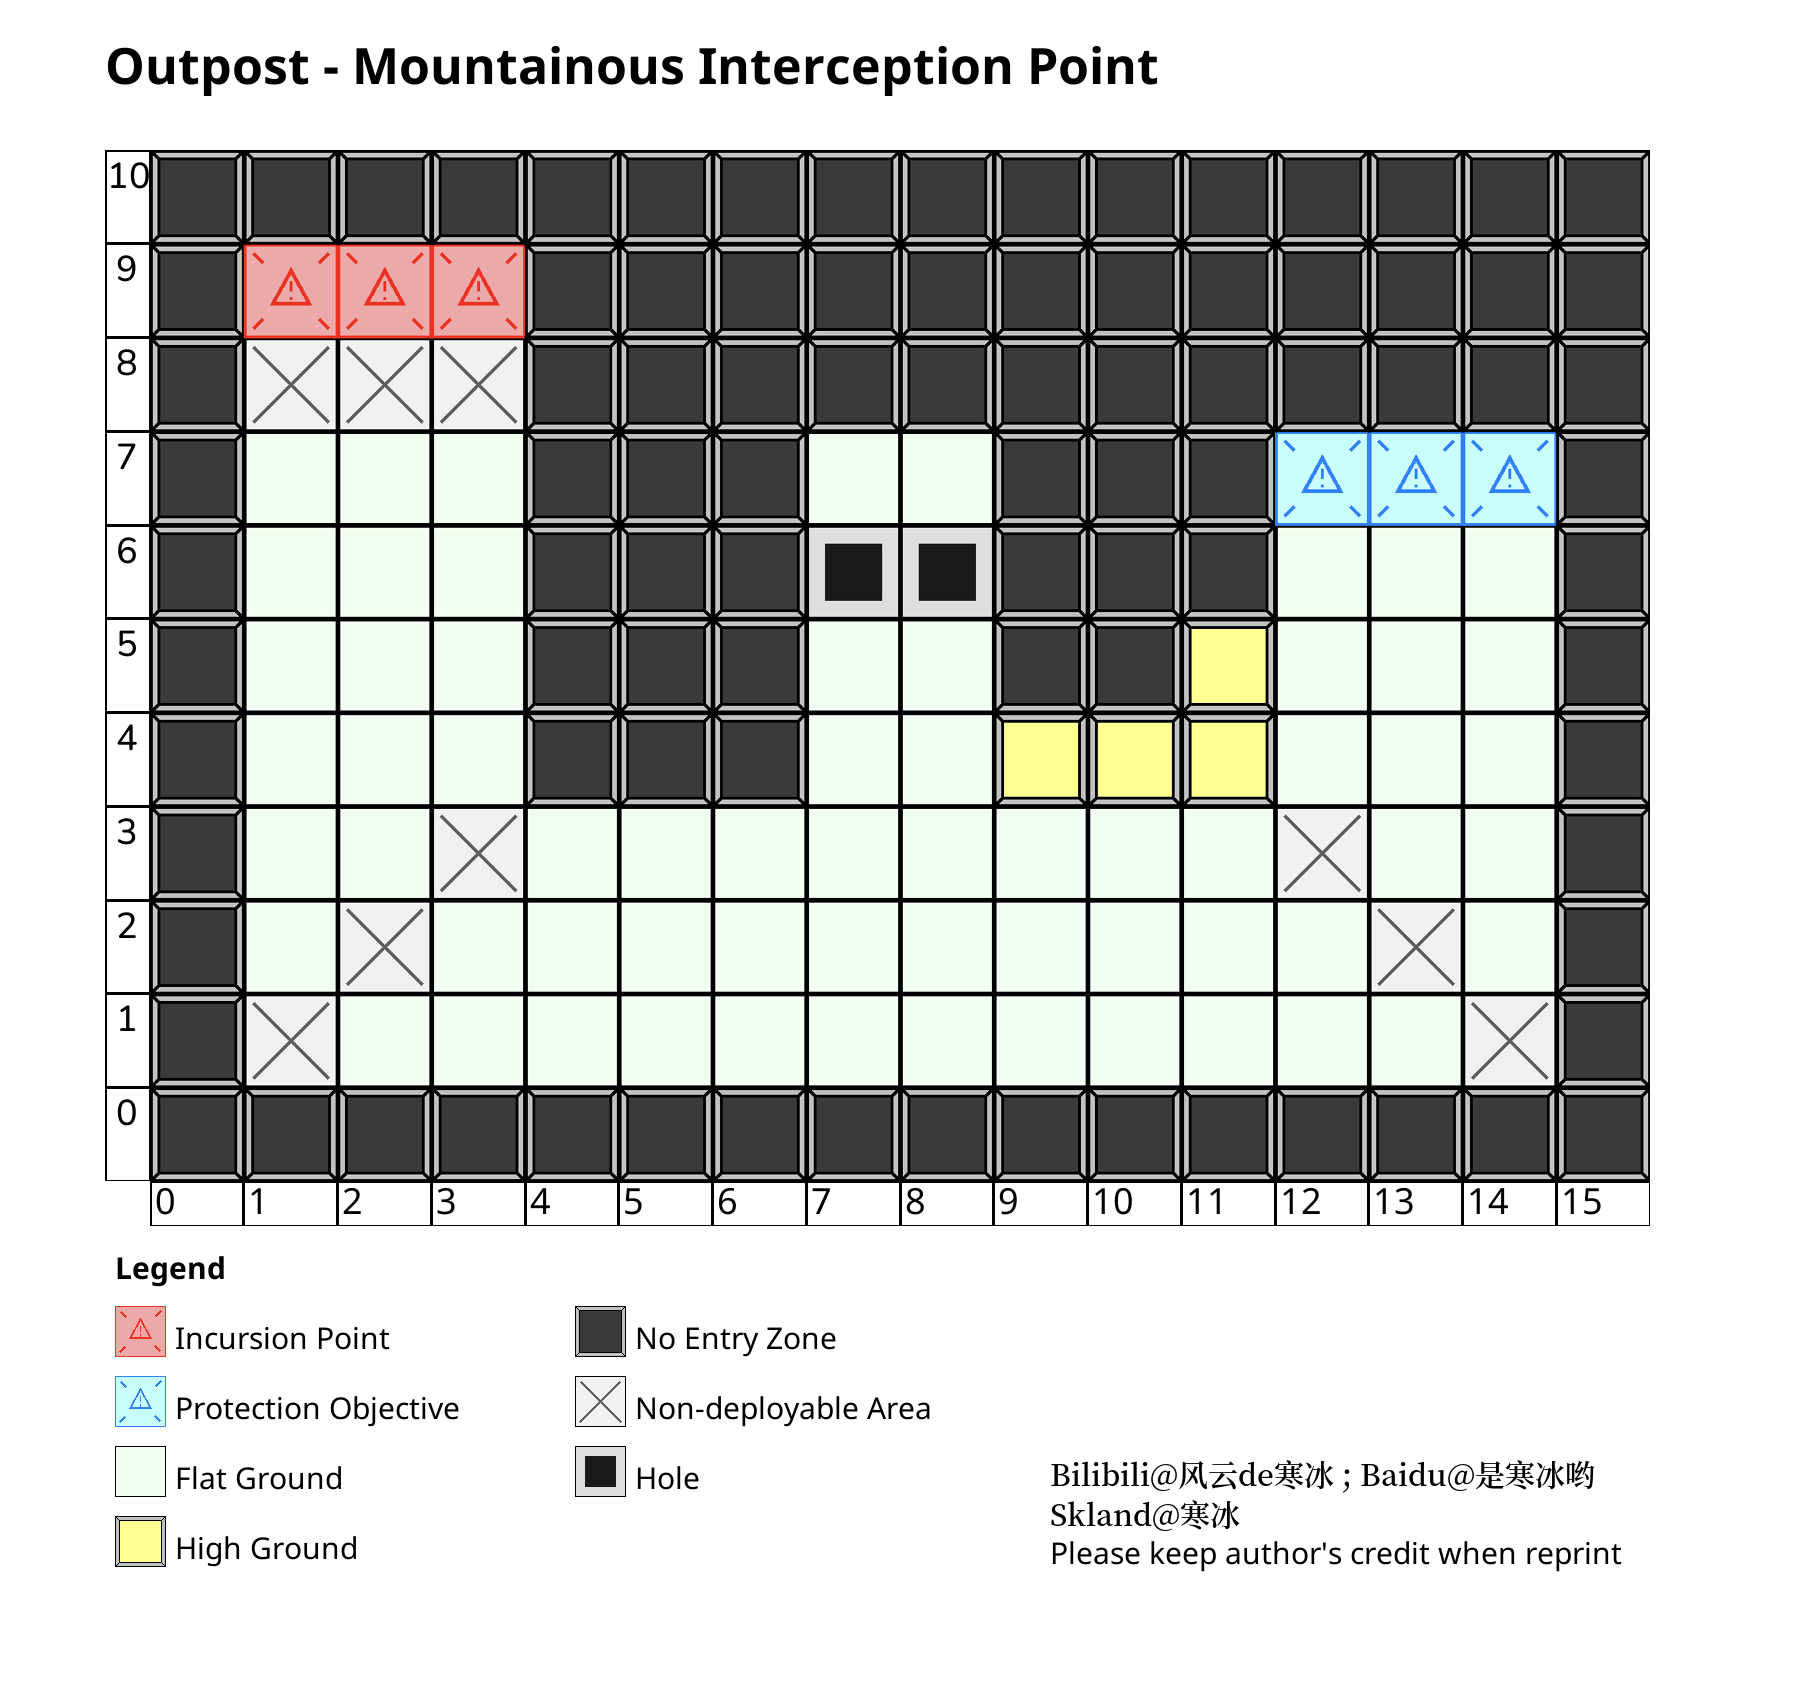 Outpost - Mountainous Interception Point
10
9
8
7
6
5
4
3
2
1
0
0 1 2 3 4 5 6 7 8 9 10 11 12 13 14 15
Legend
Incursion Point
No Entry Zone
Protection Objective
Non-deployable Area
Flat Ground
Hole
High Ground
Bilibili@风云de寒冰 ; Baidu@是寒冰哟
Skland@寒冰
Please keep author's credit when reprint